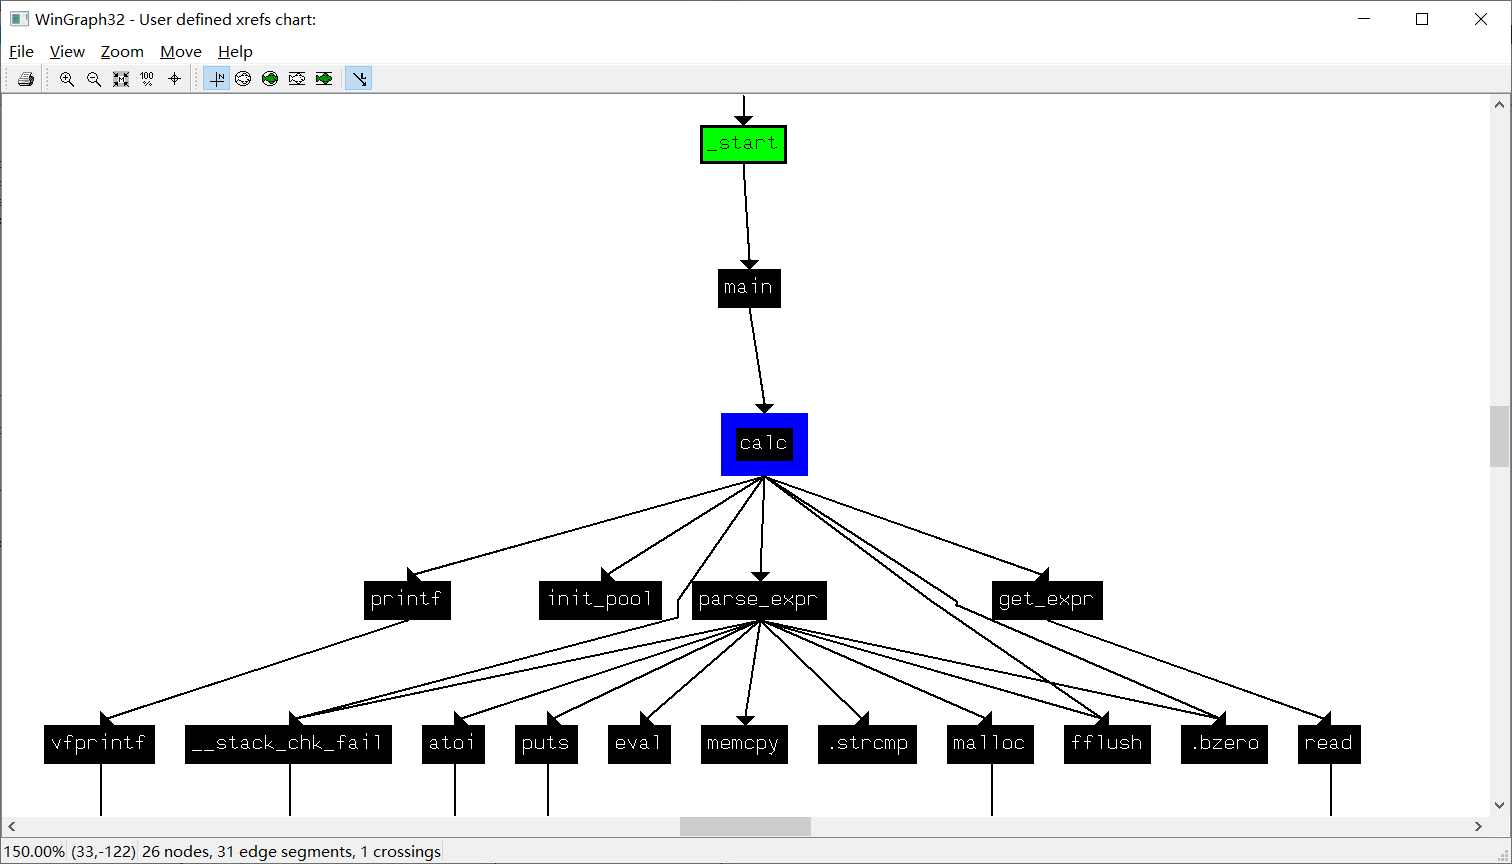 WinGraph32 - User defined xrefs chart:
File View Zoom Move Help
100 % N
_start
main
calc
printf init_pool parse_expr get_expr
vfprintf __stack_chk_fail atoi puts eval memcpy .strcmp malloc fflush .bzero read
150.00% (33,-122) 26 nodes, 31 edge segments, 1 crossings